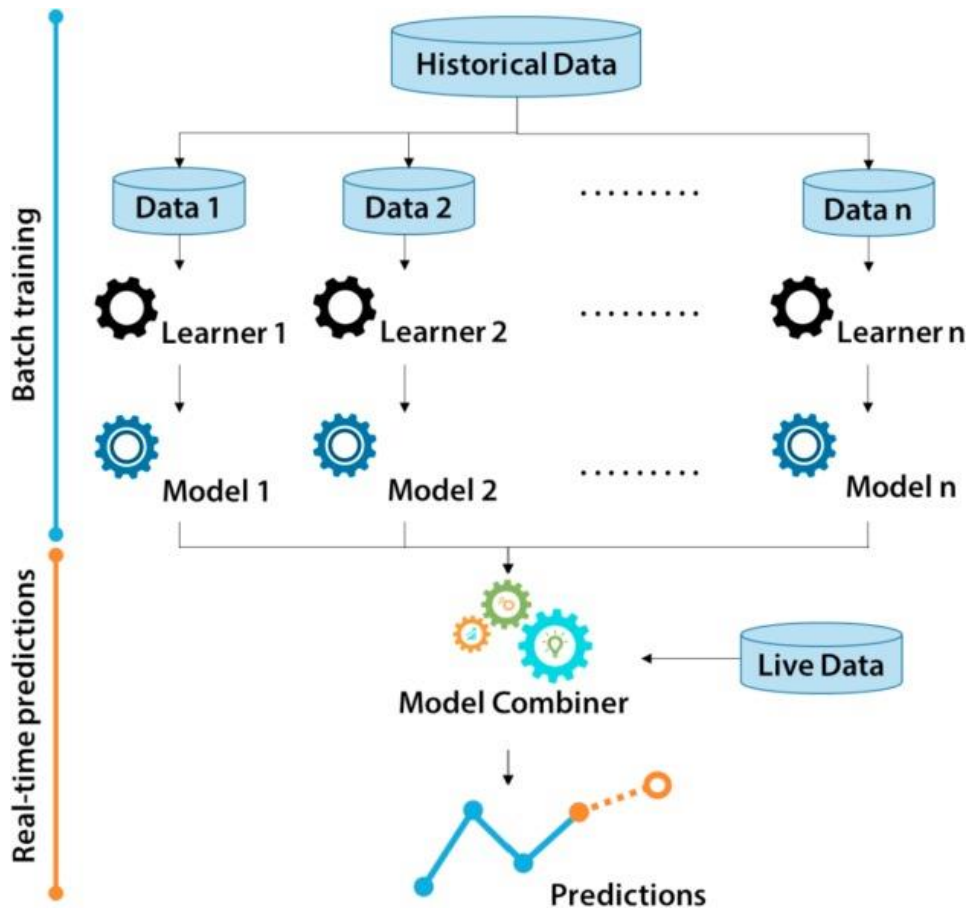 Historical Data
Data 1
Data 2
.........
Data n
Learner 1
Learner 2
.........
Learner n
Model 1
Model 2
.........
Model n
Batch training
Model Combiner
Live Data
Predictions
Real-time predictions